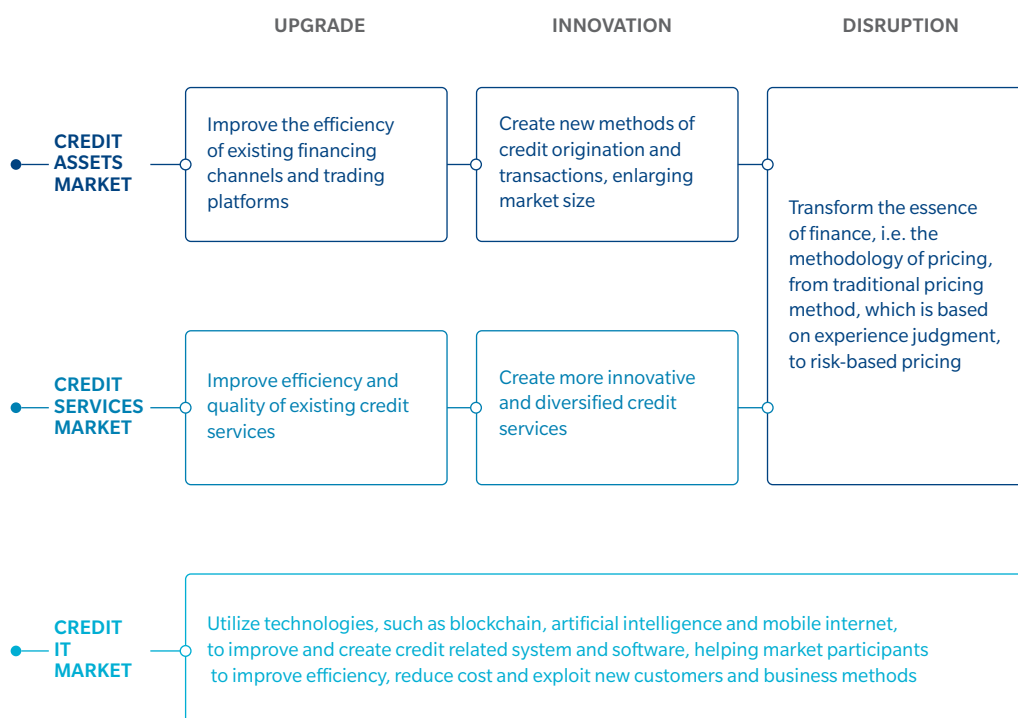 UPGRADE
INNOVATION
DISRUPTION
CREDIT
ASSETS
MARKET
Improve the efficiency
of existing financing
channels and trading
platforms
Create new methods of
credit origination and
transactions, enlarging
market size
Transform the essence
of finance, i.e. the
methodology of pricing,
from traditional pricing
method, which is based
on experience judgment,
to risk-based pricing
CREDIT
SERVICES
MARKET
Improve efficiency and
quality of existing credit
services
Create more innovative
and diversified credit
services
CREDIT
IT
MARKET
Utilize technologies, such as blockchain, artificial intelligence and mobile internet,
to improve and create credit related system and software, helping market participants
to improve efficiency, reduce cost and exploit new customers and business methods